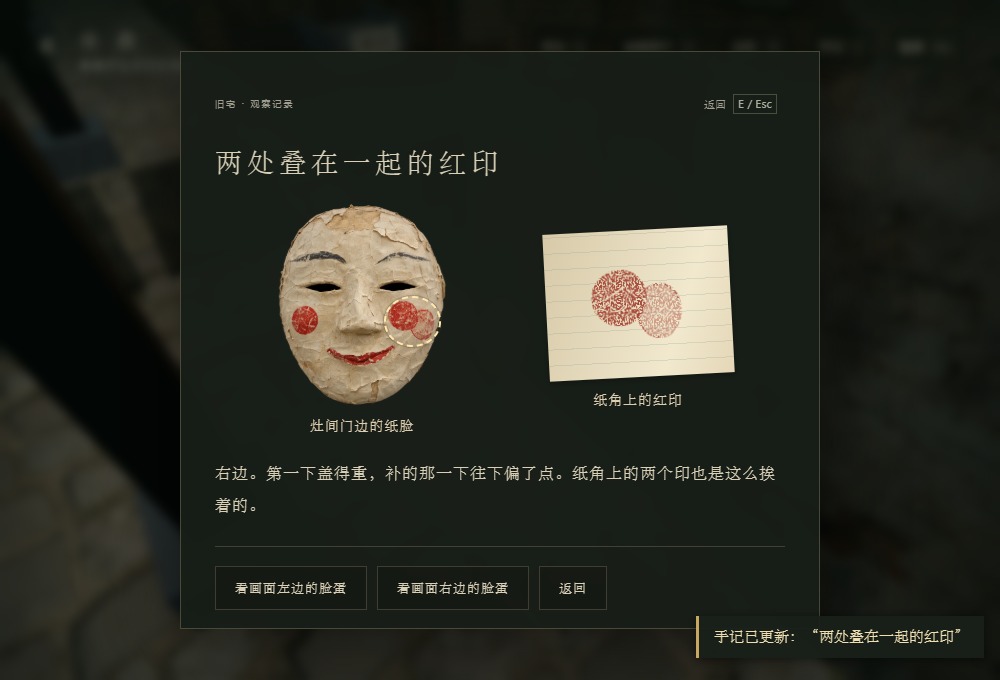 旧宅 · 观察记录
返回 E / Esc
两处叠在一起的红印
灶间门边的纸脸
纸角上的红印
右边。第一下盖得重，补的那一下往下偏了点。纸角上的两个印也是这么挨
着的。
看画面左边的脸蛋
看画面右边的脸蛋
返回
手记已更新：“两处叠在一起的红印”